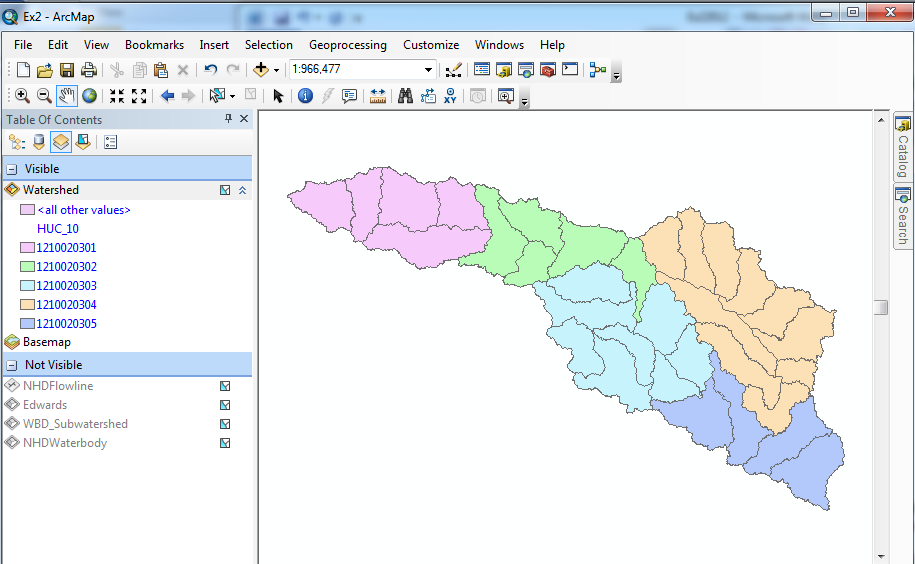 Ex2 - ArcMap
File Edit View Bookmarks Insert Selection Geoprocessing Customize Windows Help
1:966,477
XY
Table Of Contents
Visible
Watershed
<all other values>
HUC_10
1210020301
1210020302
1210020303
1210020304
1210020305
Basemap
Not Visible
NHDFlowline
Edwards
WBD_Subwatershed
NHDWaterbody
Catalog
Search